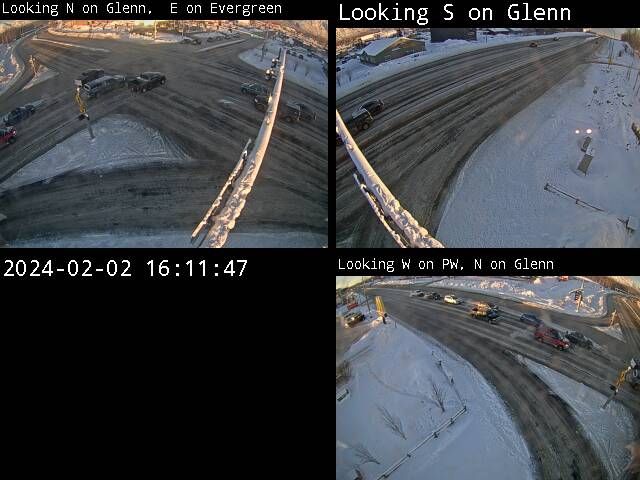 Looking N on Glenn,  E on Evergreen
Looking S on Glenn
2024-02-02 16:11:47
Looking W on PW, N on Glenn